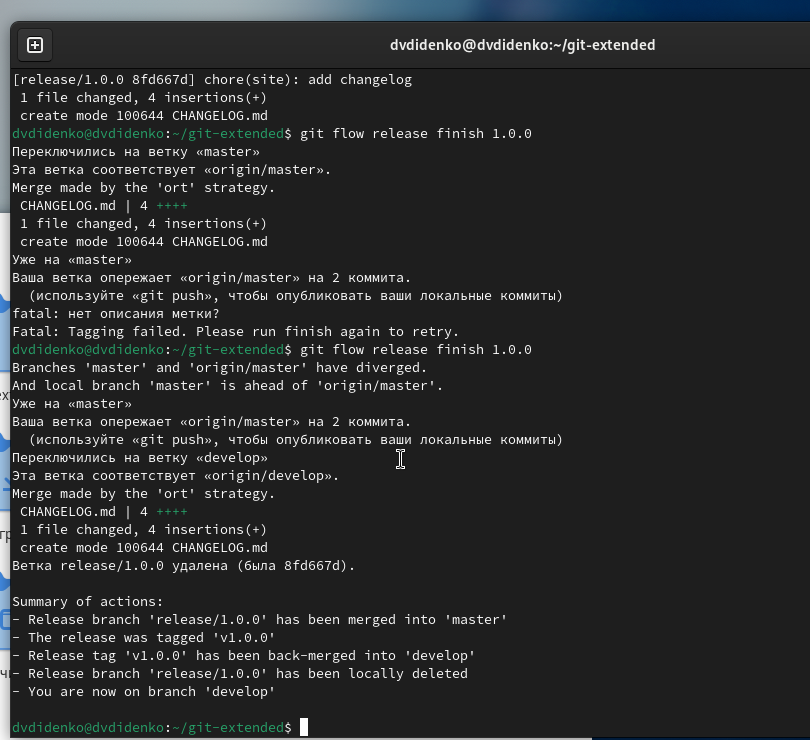 dvdidenko@dvdidenko:~/git-extended
[release/1.0.0 8fd667d] chore(site): add changelog
 1 file changed, 4 insertions(+)
 create mode 100644 CHANGELOG.md
dvdidenko@dvdidenko:~/git-extended$ git flow release finish 1.0.0
Переключились на ветку «master»
Эта ветка соответствует «origin/master».
Merge made by the 'ort' strategy.
 CHANGELOG.md | 4 ++++
 1 file changed, 4 insertions(+)
 create mode 100644 CHANGELOG.md
Уже на «master»
Ваша ветка опережает «origin/master» на 2 коммита.
  (используйте «git push», чтобы опубликовать ваши локальные коммиты)
fatal: нет описания метки?
Fatal: Tagging failed. Please run finish again to retry.
dvdidenko@dvdidenko:~/git-extended$ git flow release finish 1.0.0
Branches 'master' and 'origin/master' have diverged.
And local branch 'master' is ahead of 'origin/master'.
Уже на «master»
Ваша ветка опережает «origin/master» на 2 коммита.
  (используйте «git push», чтобы опубликовать ваши локальные коммиты)
Переключились на ветку «develop»
Эта ветка соответствует «origin/develop».
Merge made by the 'ort' strategy.
 CHANGELOG.md | 4 ++++
 1 file changed, 4 insertions(+)
 create mode 100644 CHANGELOG.md
Ветка release/1.0.0 удалена (была 8fd667d).

Summary of actions:
- Release branch 'release/1.0.0' has been merged into 'master'
- The release was tagged 'v1.0.0'
- Release tag 'v1.0.0' has been back-merged into 'develop'
- Release branch 'release/1.0.0' has been locally deleted
- You are now on branch 'develop'

dvdidenko@dvdidenko:~/git-extended$